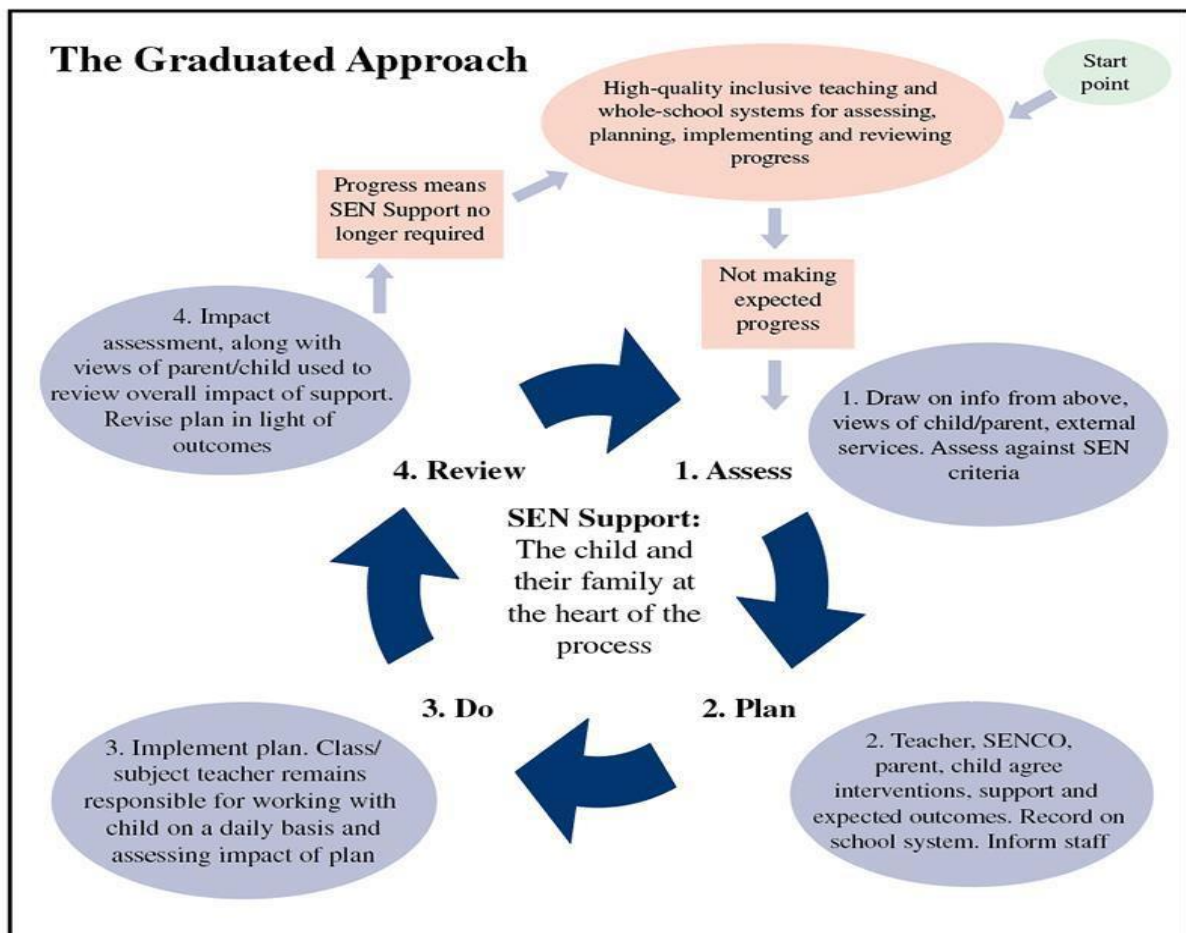 The Graduated Approach
Start
point
High-quality inclusive teaching and
whole-school systems for assessing,
planning, implementing and reviewing
progress
Progress means
SEN Support no
longer required
Not making
expected
progress
4. Impact
assessment, along with
views of parent/child used to
review overall impact of support.
Revise plan in light of
outcomes
1. Draw on info from above,
views of child/parent, external
services. Assess against SEN
criteria
4. Review
1. Assess
SEN Support:
The child and
their family at
the heart of the
process
3. Do
2. Plan
3. Implement plan. Class/
subject teacher remains
responsible for working with
child on a daily basis and
assessing impact of plan
2. Teacher, SENCO,
parent, child agree
interventions, support and
expected outcomes. Record on
school system. Inform staff